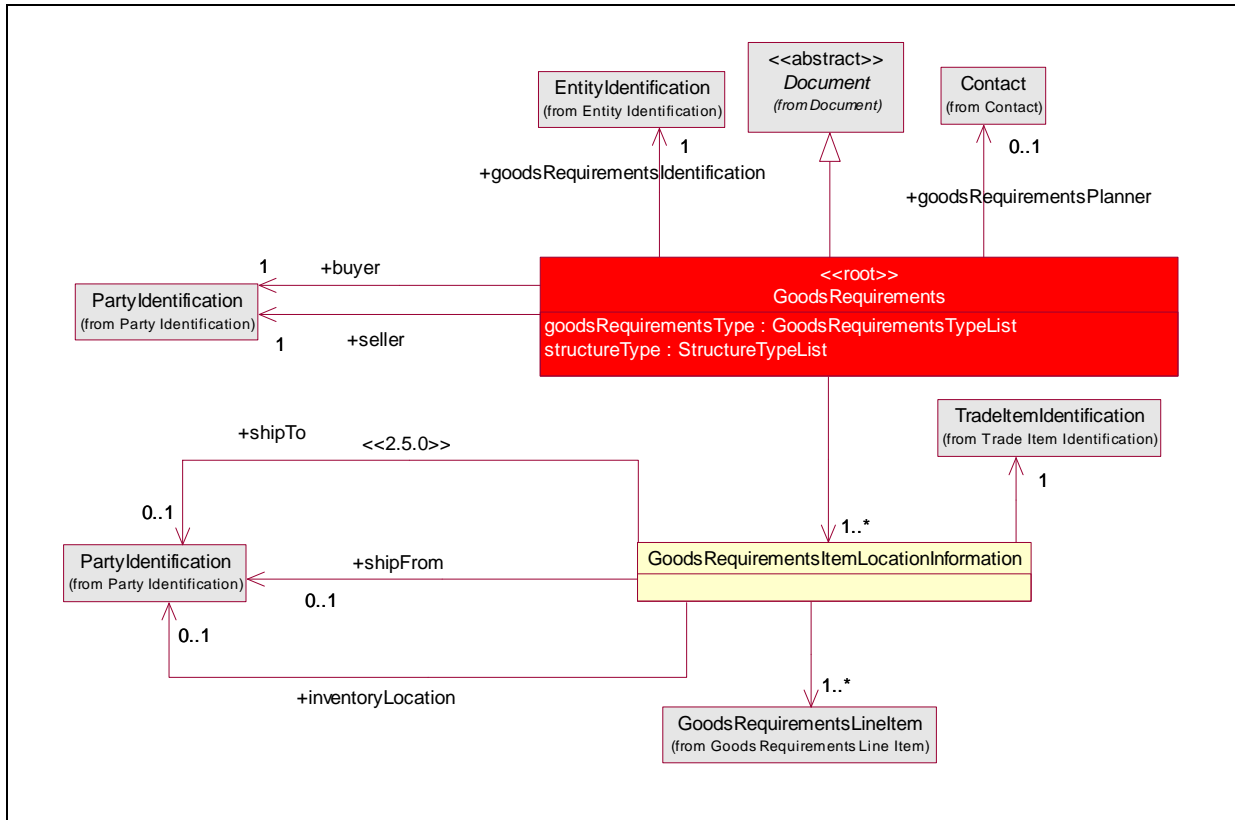 <<abstract>>
Document
(from Document)
EntityIdentification
(from Entity Identification)
Contact
(from Contact)
1
0..1
+goodsRequirementsIdentification
+goodsRequirementsPlanner
1
+buyer
PartyIdentification
(from Party Identification)
1
+seller
<<root>>
GoodsRequirements
goodsRequirementsType : GoodsRequirementsTypeList
structureType : StructureTypeList
TradeItemIdentification
(from Trade Item Identification)
1
+shipTo
<<2.5.0>>
0..1
1..*
PartyIdentification
(from Party Identification)
+shipFrom
0..1
GoodsRequirementsItemLocationInformation
0..1
+inventoryLocation
1..*
GoodsRequirementsLineItem
(from Goods Requirements Line Item)